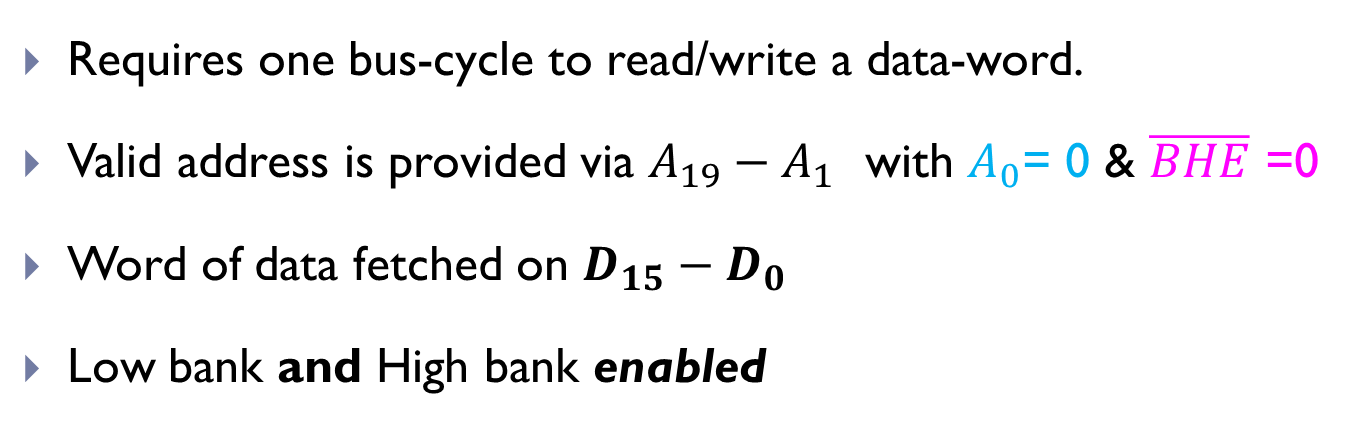 Requires one bus-cycle to read/write a data-word.
Valid address is provided via A₁₉ − A₁ with A₀= 0 & B̅H̅E̅ =0
Word of data fetched on D₁₅ − D₀
Low bank and High bank enabled